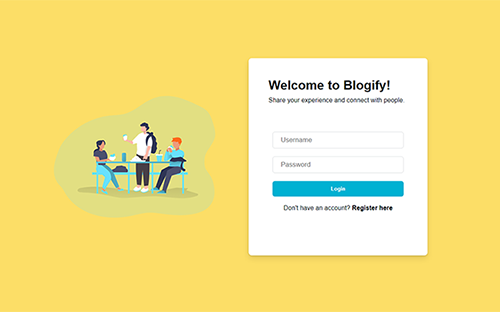 Welcome to Blogify!
Share your experience and connect with people.
Username
Password
Login
Don't have an account? Register here